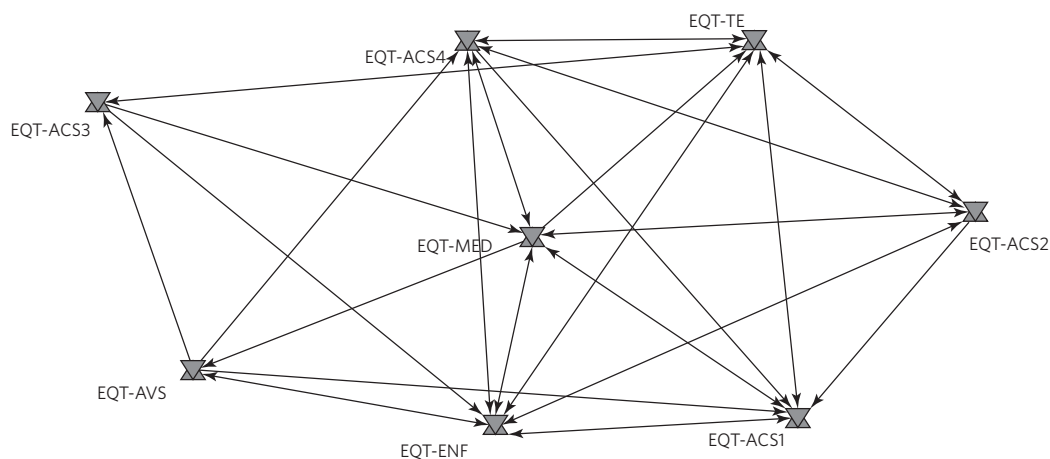 EQT-TE
EQT-ACS4
EQT-ACS3
EQT-MED
EQT-ACS2
EQT-AVS
EQT-ACS1
EQT-ENF